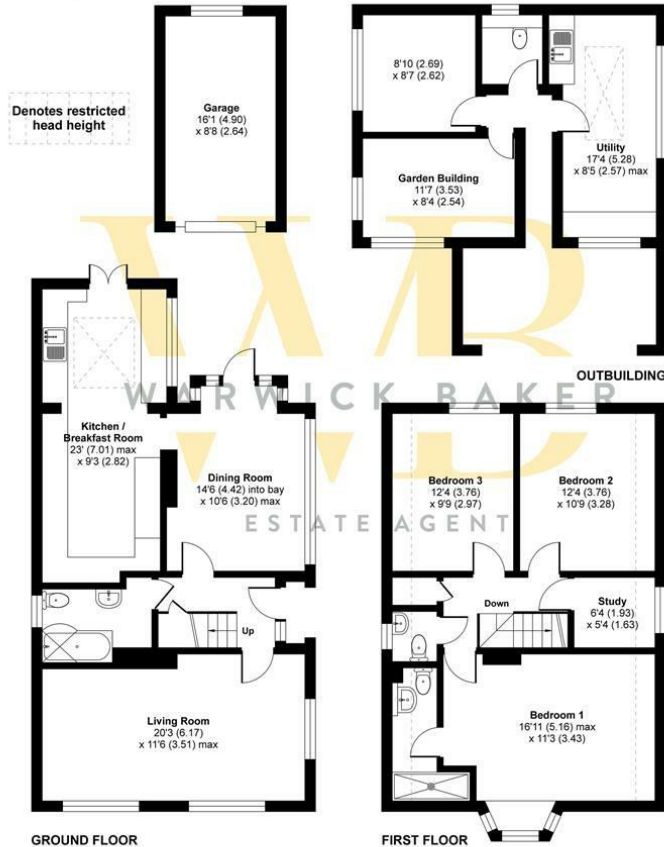 Denotes restricted
head height
Garage
16'1 (4.90)
x 8'8 (2.64)
8'10 (2.69)
x 8'7 (2.62)
Utility
17'4 (5.28)
x 8'5 (2.57) max
Garden Building
11'7 (3.53)
x 8'4 (2.54)
OUTBUILDING
WB
WARWICK BAKER
ESTATE AGENT
Kitchen /
Breakfast Room
23' (7.01) max
x 9'3 (2.82)
Dining Room
14'6 (4.42) into bay
x 10'6 (3.20) max
Up
Living Room
20'3 (6.17)
x 11'6 (3.51) max
GROUND FLOOR
Bedroom 3
12'4 (3.76)
x 9'9 (2.97)
Bedroom 2
12'4 (3.76)
x 10'9 (3.28)
Down
Study
6'4 (1.93)
x 5'4 (1.63)
Bedroom 1
16'11 (5.16) max
x 11'3 (3.43)
FIRST FLOOR